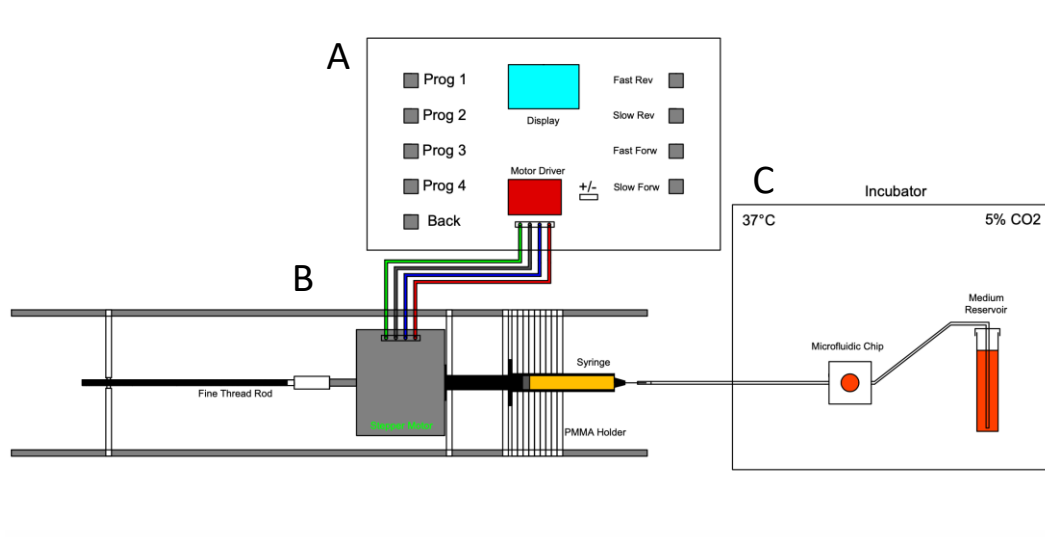 A
Prog 1
Prog 2
Prog 3
Prog 4
Back
Display
Motor Driver
+/-
Fast Rev
Slow Rev
Fast Forw
Slow Forw
B
Stepper Motor
Fine Thread Rod
Syringe
PMMA Holder
C
Incubator
37°C
5% CO2
Medium
Reservoir
Microfluidic Chip